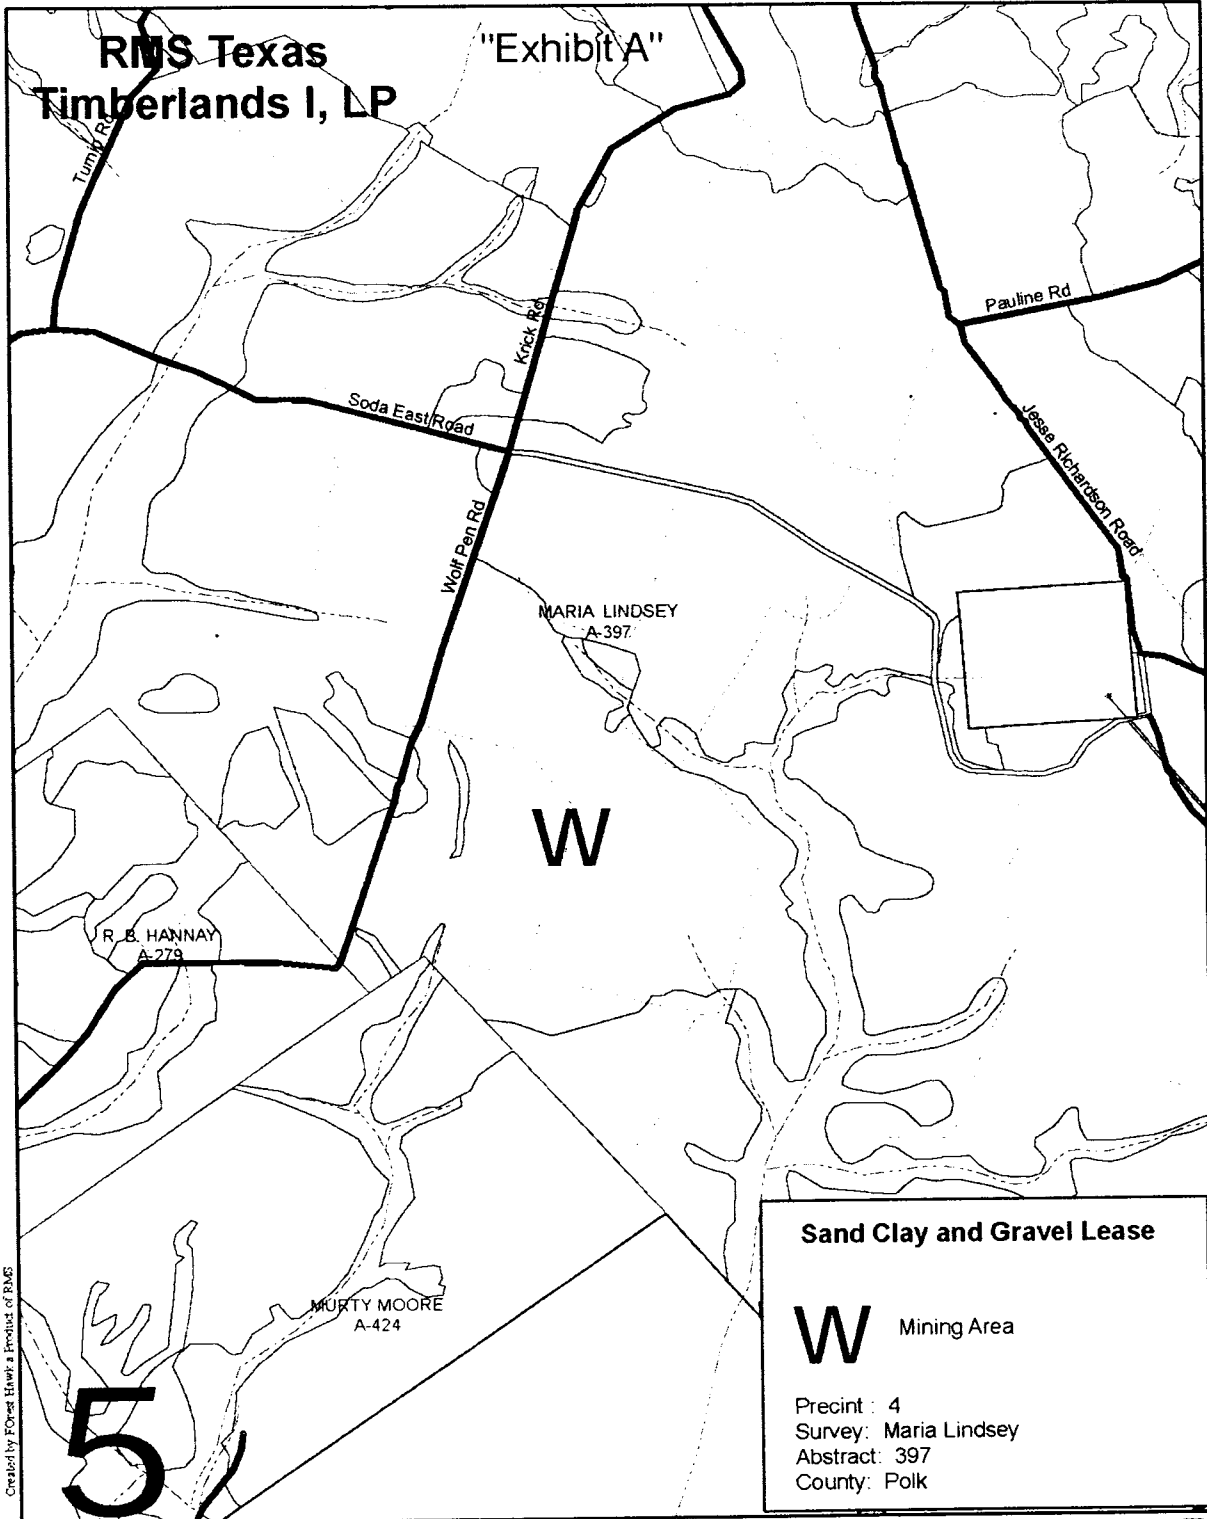 RMS Texas
Timberlands I, LP
"Exhibit A"
Turnip Rd
Krick Rd
Pauline Rd
Soda East Road
Jesse Richardson Road
Wolf Pen Rd
MARIA LINDSEY
A-397
W
R. B. HANNAY
A-279
MURTY MOORE
A-424
5
Sand Clay and Gravel Lease
W Mining Area
Precint : 4
Survey: Maria Lindsey
Abstract: 397
County: Polk
Created by FOrest Hawk a Product of RMS